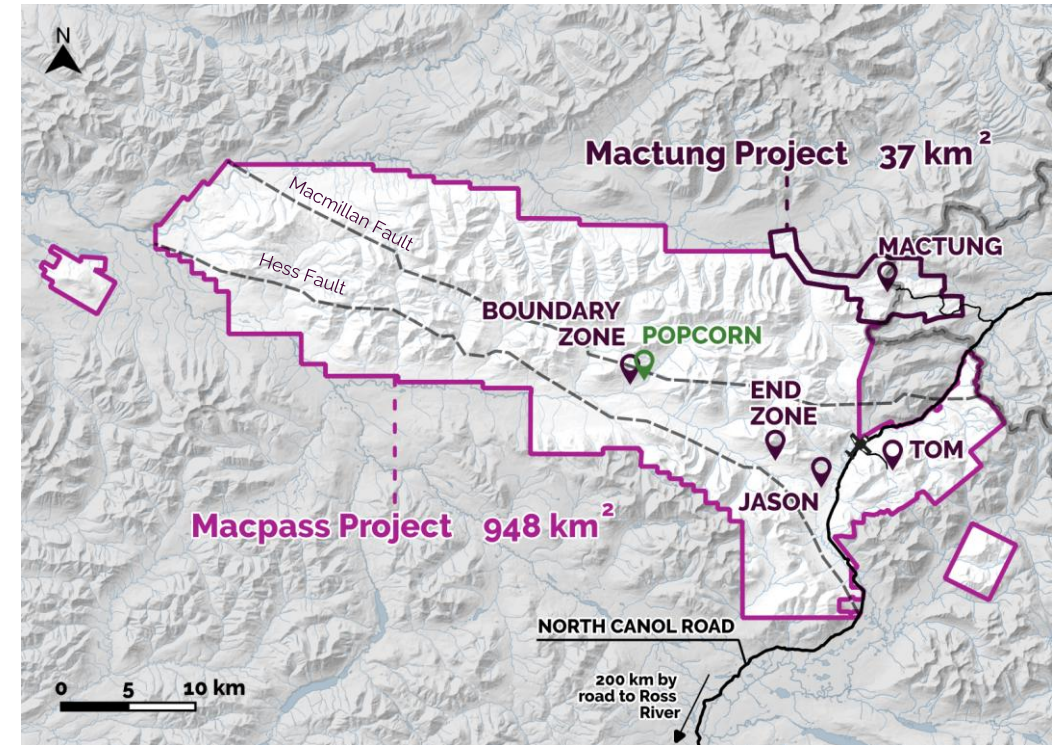 N
Mactung Project 37 km²
Macmillan Fault
MACTUNG
Hess Fault
BOUNDARY
ZONE
POPCORN
END
ZONE
TOM
JASON
Macpass Project 948 km²
NORTH CANOL ROAD
200 km by
road to Ross
River
0 5 10 km